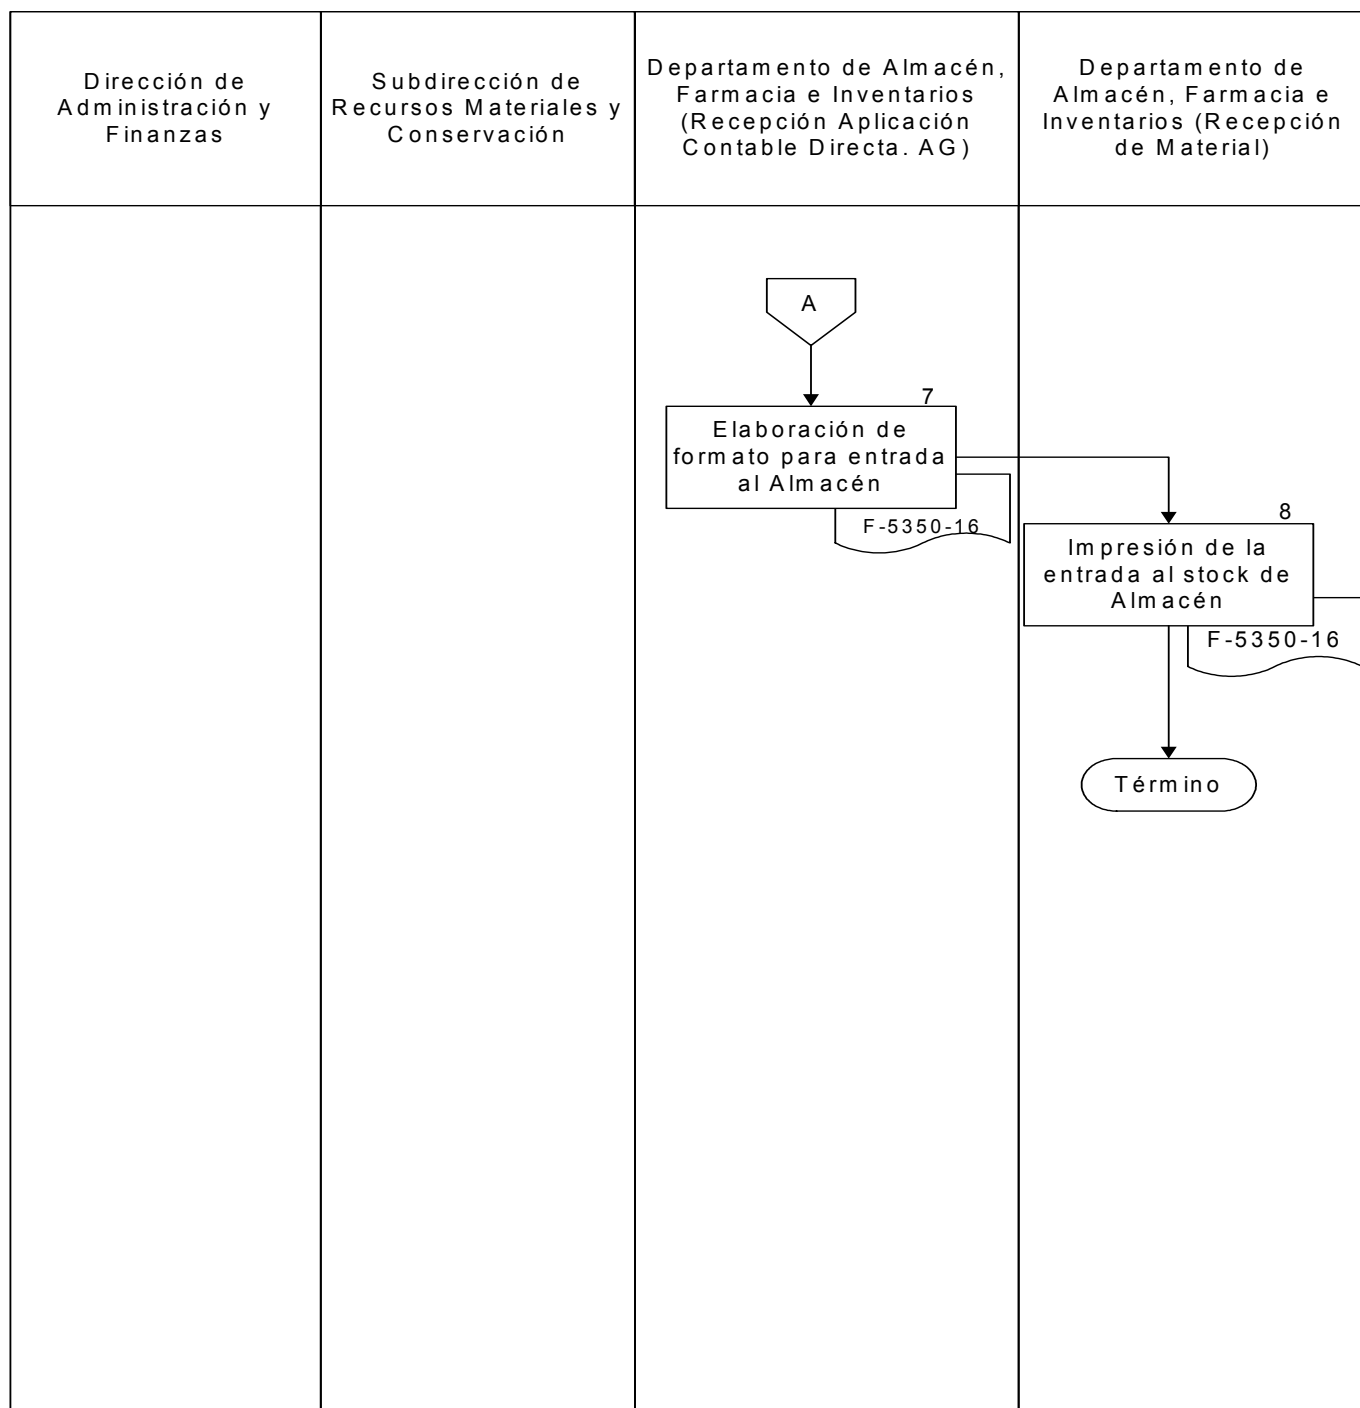 Dirección de
Administración y
Finanzas
Subdirección de
Recursos Materiales y
Conservación
Departamento de Almacén,
Farmacia e Inventarios
(Recepción Aplicación
Contable Directa. AG)
Departamento de
Almacén, Farmacia e
Inventarios (Recepción
de Material)
A
7
Elaboración de
formato para entrada
al Almacén
F-5350-16
8
Impresión de la
entrada al stock de
Almacén
F-5350-16
Término